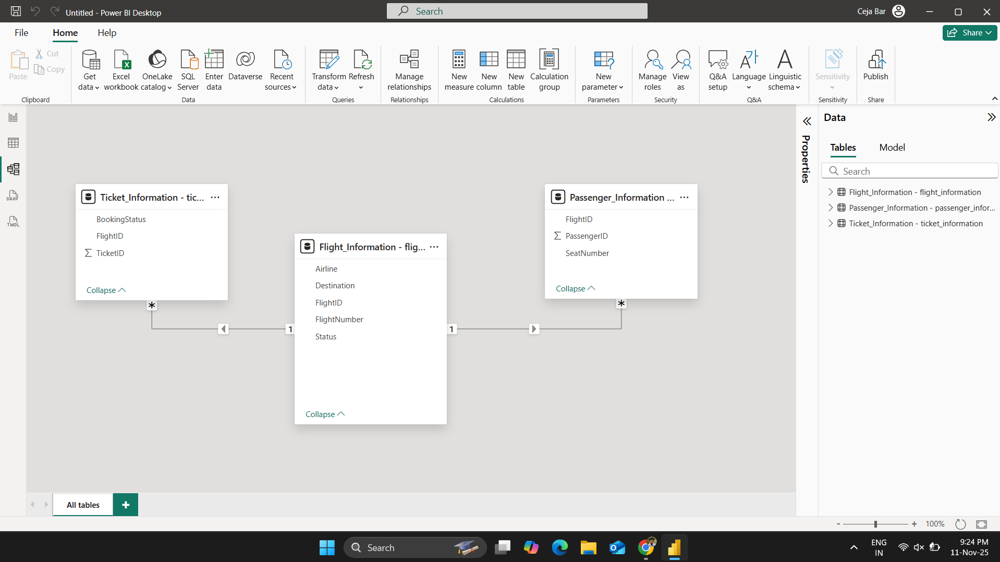 Untitled - Power BI Desktop
Search
Ceja Bar
File
Home
Help
Share
Paste
Cut
Copy
Clipboard
Get data
Excel workbook
OneLake catalog
SQL Server
Enter data
Dataverse
Recent sources
Data
Transform data
Refresh
Queries
Manage relationships
Relationships
New measure
New column
New table
Calculation group
Calculations
New parameter
Parameters
Manage roles
View as
Security
Q&A setup
Language
Linguistic schema
Q&A
Sensitivity
Sensitivity
Publish
Share
DAX
TMDL
Ticket_Information - tic... ...
BookingStatus
FlightID
∑ TicketID
Collapse
*
1
Flight_Information - flig... ...
Airline
Destination
FlightID
FlightNumber
Status
Collapse
1
Passenger_Information ... ...
FlightID
∑ PassengerID
SeatNumber
Collapse
*
Properties
Data
Tables
Model
Search
Flight_Information - flight_information
Passenger_Information - passenger_infor...
Ticket_Information - ticket_information
All tables
+
- + 100%
Search
ENG
IN
9:24 PM
11-Nov-25